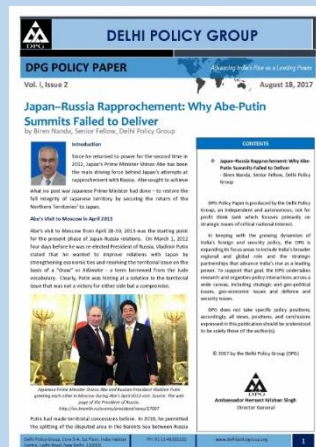 DPG
DELHI POLICY GROUP
DPG POLICY PAPER
Advancing India's Rise as a Leading Power
Vol. I, Issue 2
August 18, 2017
Japan–Russia Rapprochement: Why Abe-Putin
Summits Failed to Deliver
by Biren Nanda, Senior Fellow, Delhi Policy Group
Introduction
Since he returned to power for the second time in
2012, Japan's Prime Minister Shinzo Abe has been
the main driving force behind Japan's attempts at
rapprochement with Russia. Abe sought to achieve
what no post war Japanese Prime Minister had done – to restore the
full integrity of Japanese territory by securing the return of the
Northern Territories" to Japan.
Abe's Visit to Moscow in April 2013
Abe's visit to Moscow from April 28-30, 2013 was the starting point
for the present phase of Japan-Russia relations. On March 1, 2012
four days before he was re-elected President of Russia, Vladimir Putin
stated that he wanted to improve relations with Japan by
strengthening economic ties and resolving the territorial issue on the
basis of a "Draw" or Hikiwake – a term borrowed from the Judo
vocabulary. Clearly, Putin was hinting at a solution to the territorial
issue that was not a victory for either side but a compromise.
Japanese Prime Minister Shinzo Abe and Russian President Vladimir Putin
greeting each other in Moscow during Abe's April 2013 visit. Source: The web
page of the President of Russia.
Putin had made territorial concessions before. In 2010, he permitted
the splitting of the disputed area in the Barents Sea between Russia
CONTENTS
Japan–Russia Rapprochement: Why Abe-
Putin Summits Failed to Deliver
- Biren Nanda, Senior Fellow, Delhi Policy
Group
DPG Policy Paper is produced by the Delhi Policy
Group, an independent and autonomous, not for
profit think tank which focuses primarily on
strategic issues of critical national interest.
In keeping with the growing dynamism of
India's foreign and security policy, the DPG is
expanding its focus areas to include India's broader
regional and global role and the strategic
partnerships that advance India's rise as a leading
power. To support that goal, the DPG undertakes
research and organizes policy interactions across a
wide canvas, including strategic and geo-political
issues, geo-economic issues and defence and
security issues.
DPG does not take specific policy positions;
accordingly, all views, positions, and conclusions
expressed in this publication should be understood
to be solely those of the author(s).
© 2017 by the Delhi Policy Group (DPG)
DPG
Ambassador Hemant Krishan Singh
Director General
1